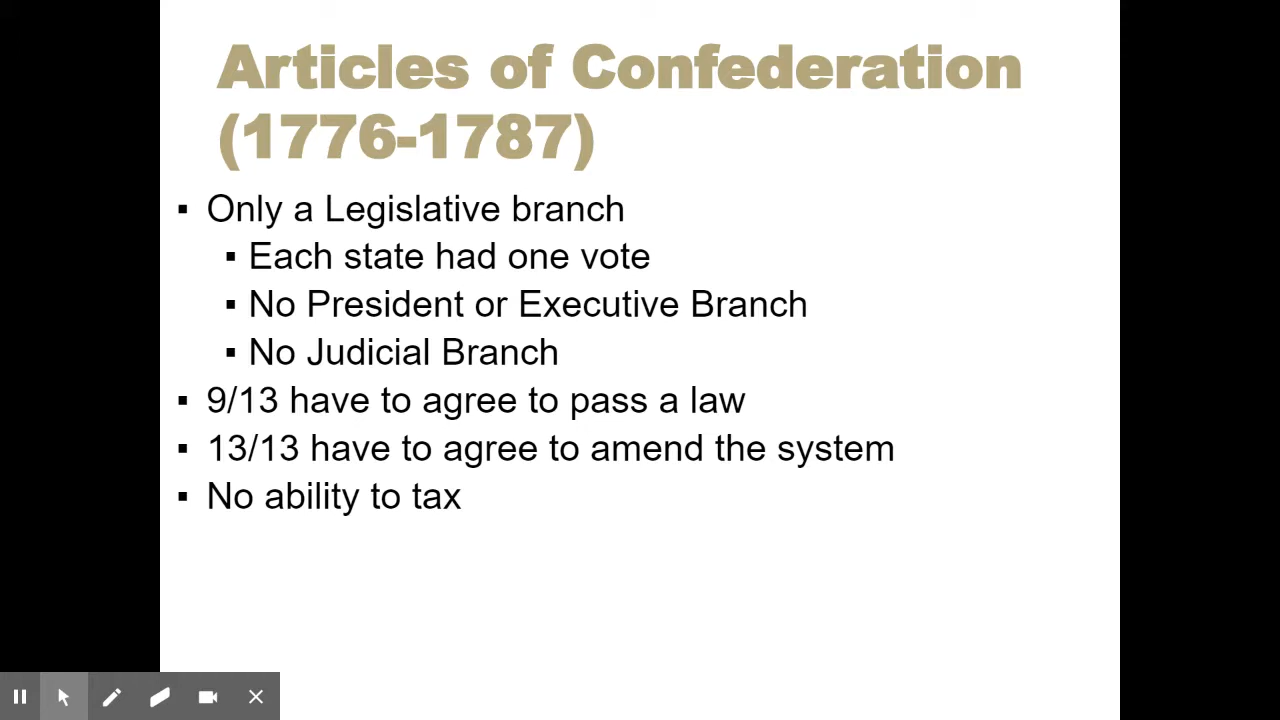 Articles of Confederation
(1776-1787)
▪ Only a Legislative branch
▪ Each state had one vote
▪ No President or Executive Branch
▪ No Judicial Branch
▪ 9/13 have to agree to pass a law
▪ 13/13 have to agree to amend the system
▪ No ability to tax